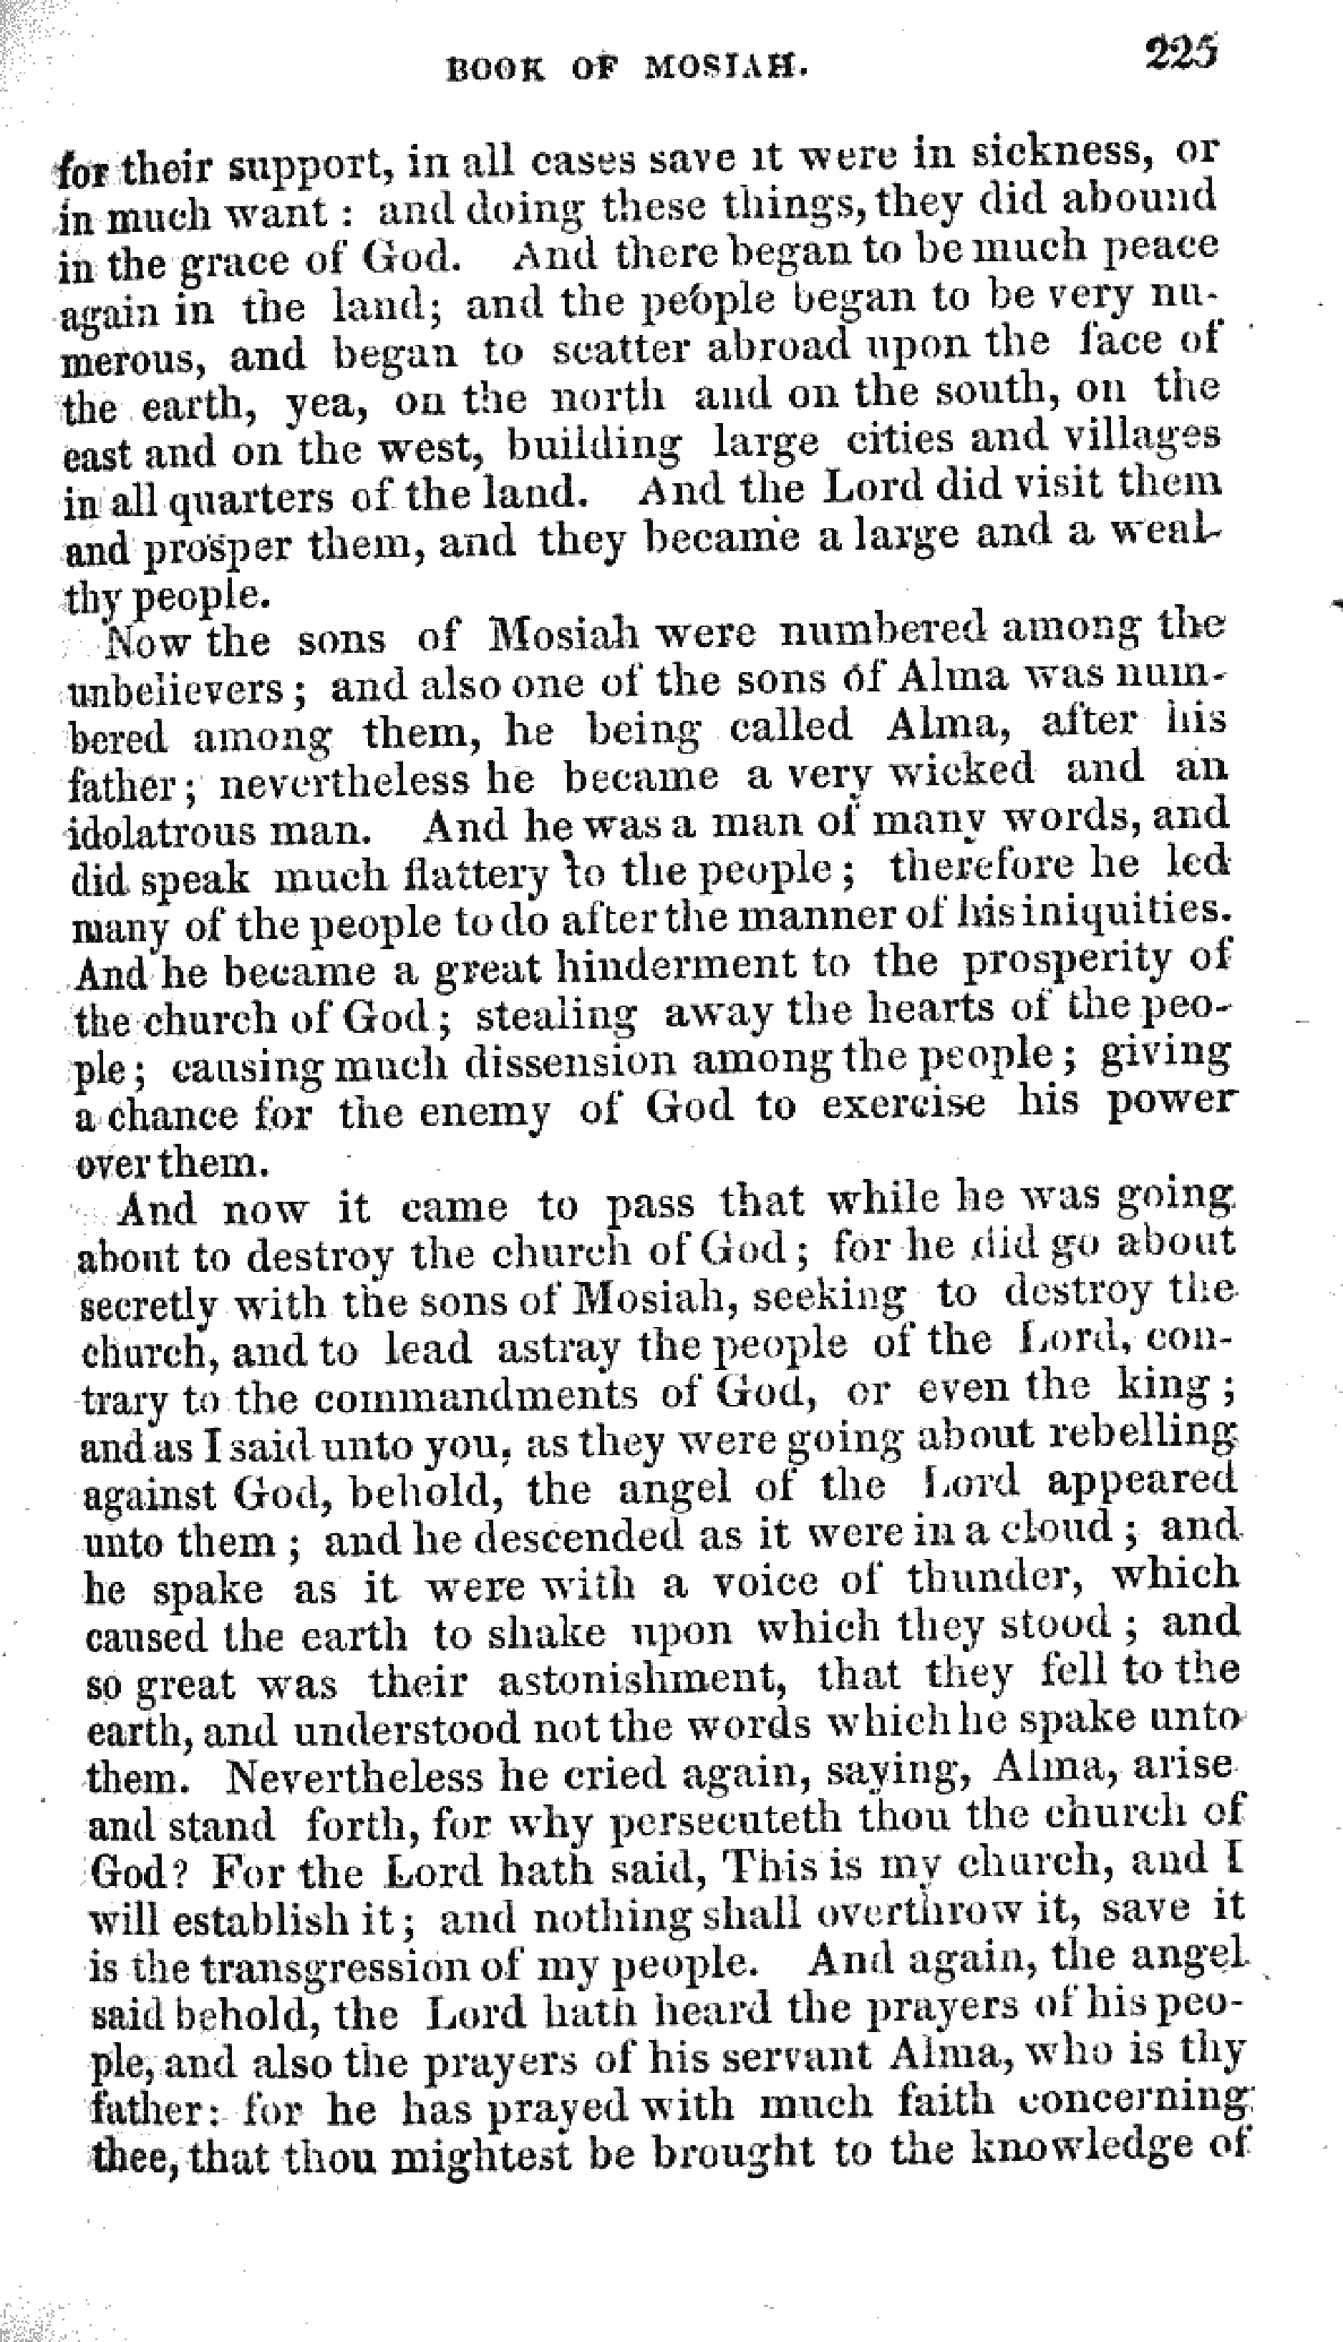 BOOK OF MOSIAH. 225
for their support, in all cases save it were in sickness, or
in much want : and doing these things, they did abound
in the grace of God. And there began to be much peace
again in the land; and the people began to be very nu-
merous, and began to scatter abroad upon the face of
the earth, yea, on the north and on the south, on the
east and on the west, building large cities and villages
in all quarters of the land. And the Lord did visit them
and prosper them, and they became a large and a weal-
thy people.
Now the sons of Mosiah were numbered among the
unbelievers ; and also one of the sons of Alma was num-
bered among them, he being called Alma, after his
father; nevertheless he became a very wicked and an
idolatrous man. And he was a man of many words, and
did speak much flattery to the people ; therefore he led
many of the people to do after the manner of his iniquities.
And he became a great hinderment to the prosperity of
the church of God ; stealing away the hearts of the peo-
ple ; causing much dissension among the people ; giving
a chance for the enemy of God to exercise his power
over them.
And now it came to pass that while he was going
about to destroy the church of God ; for he did go about
secretly with the sons of Mosiah, seeking to destroy the
church, and to lead astray the people of the Lord, con-
trary to the commandments of God, or even the king ;
and as I said unto you, as they were going about rebelling
against God, behold, the angel of the Lord appeared
unto them ; and he descended as it were in a cloud ; and
he spake as it were with a voice of thunder, which
caused the earth to shake upon which they stood ; and
so great was their astonishment, that they fell to the
earth, and understood not the words which he spake unto
them. Nevertheless he cried again, saying, Alma, arise
and stand forth, for why persecuteth thou the church of
God? For the Lord hath said, This is my church, and I
will establish it ; and nothing shall overthrow it, save it
is the transgression of my people. And again, the angel
said behold, the Lord hath heard the prayers of his peo-
ple, and also the prayers of his servant Alma, who is thy
father: for he has prayed with much faith concerning
thee, that thou mightest be brought to the knowledge of